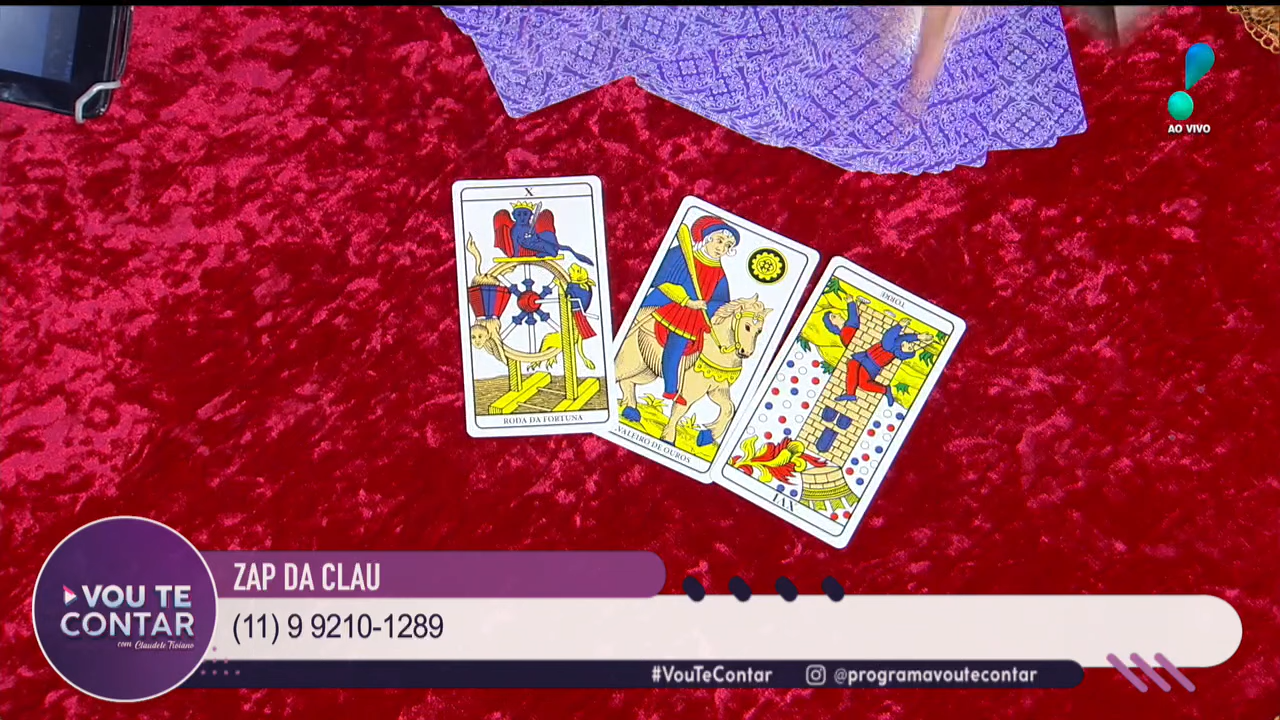 AO VIVO
X
RODA DA FORTUNA
VALEIRO DE OUROS
TORRE
XVI
VOU TE
CONTAR
com Claudete Troiano
ZAP DA CLAU
(11) 9 9210-1289
#VouTeContar
@programavoutecontar